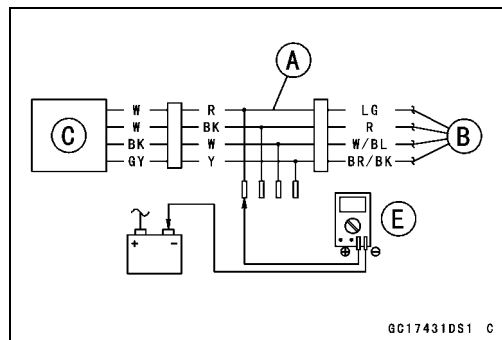 A
W R LG
W BK R
BK W W/BL
GY Y BR/BK
C
B
+ −
E
⊕ ⊖
GC17431DS1 C